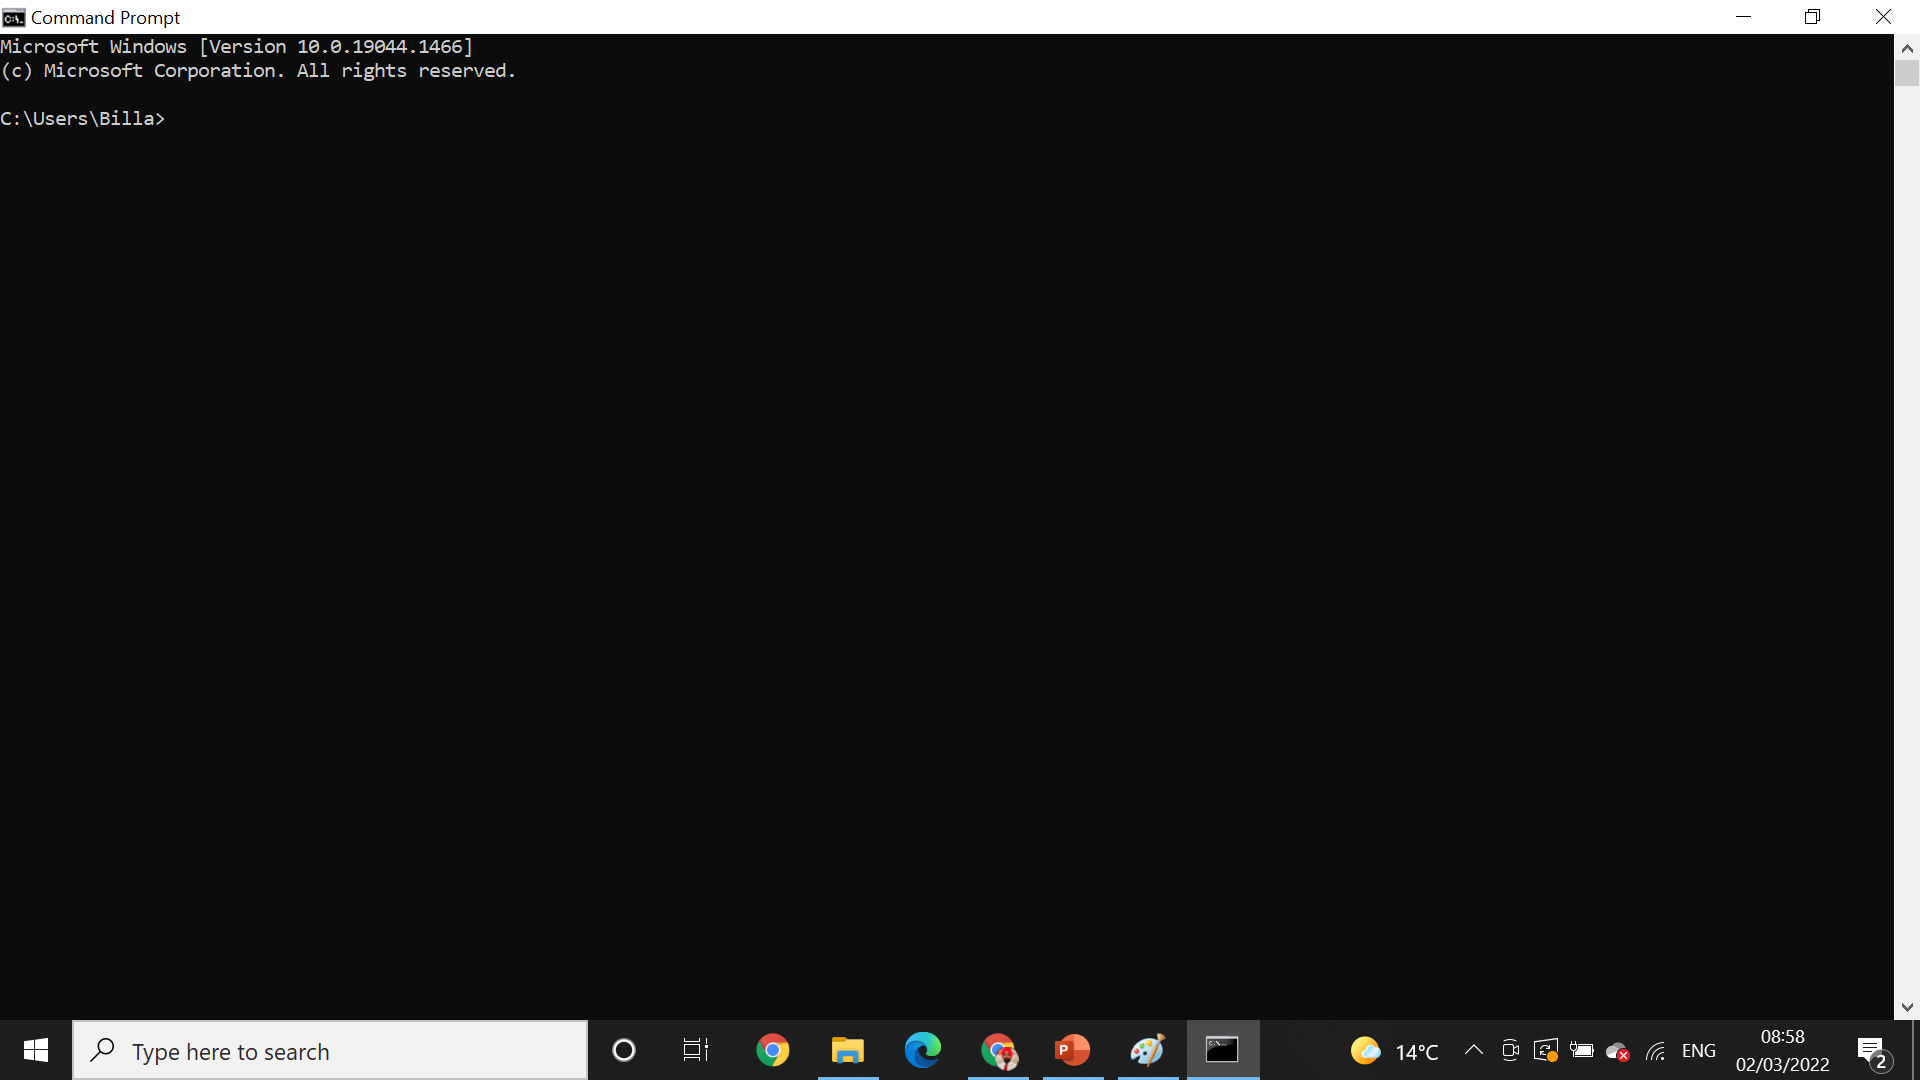 Command Prompt
Microsoft Windows [Version 10.0.19044.1466]
(c) Microsoft Corporation. All rights reserved.
C:\Users\Billa>
Type here to search
P
14°C
ENG
08:58
02/03/2022
2